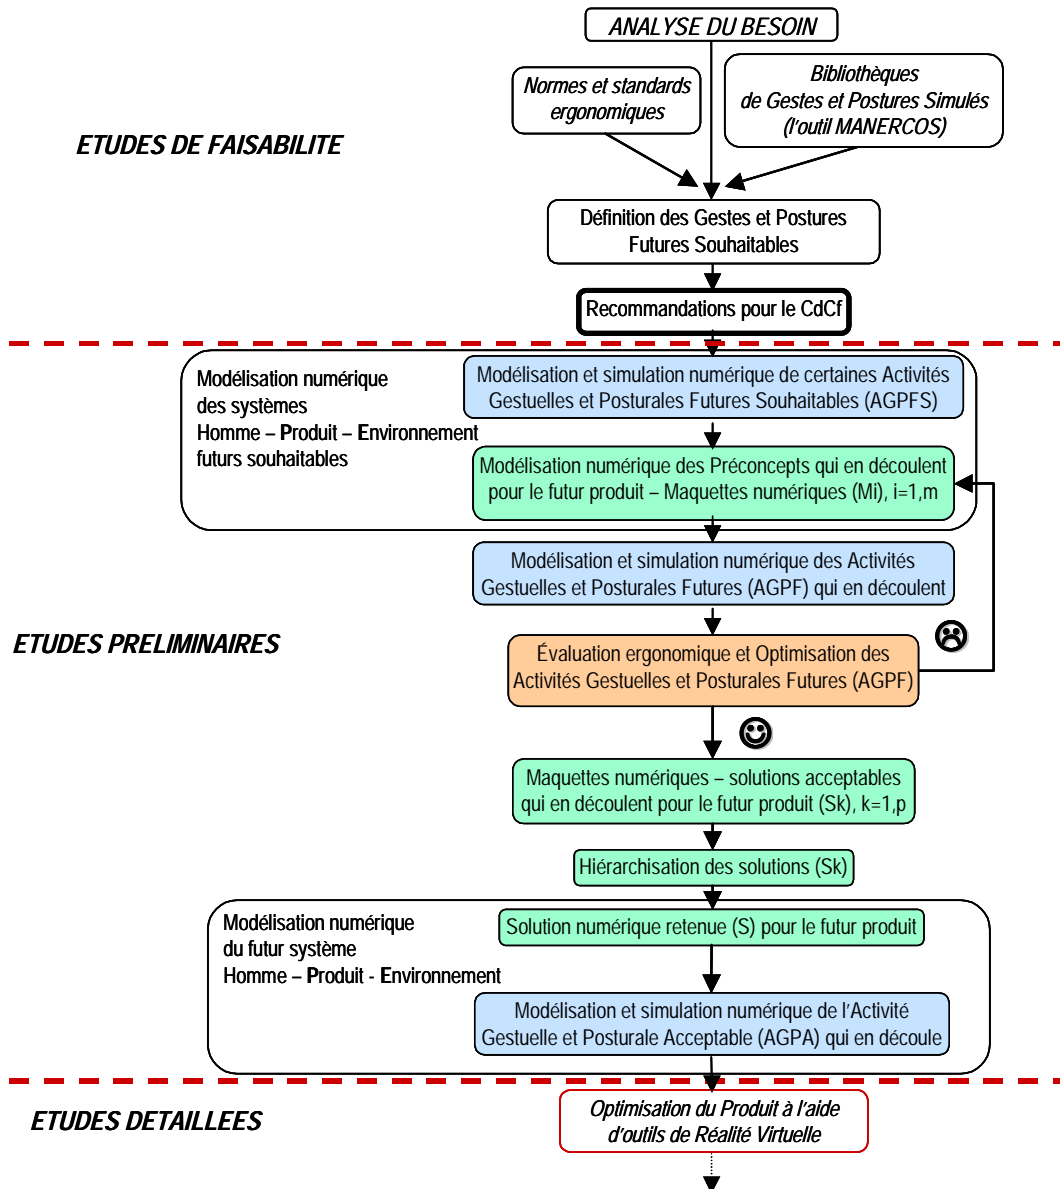 ANALYSE DU BESOIN
Normes et standards
ergonomiques
Bibliothèques
de Gestes et Postures Simulés
(l'outil MANERCOS)
ETUDES DE FAISABILITE
Définition des Gestes et Postures
Futures Souhaitables
Recommandations pour le CdCf
Modélisation numérique
des systèmes
Homme – Produit – Environnement
futurs souhaitables
Modélisation et simulation numérique de certaines Activités
Gestuelles et Posturales Futures Souhaitables (AGPFS)
Modélisation numérique des Préconcepts qui en découlent
pour le futur produit – Maquettes numériques (Mi), i=1,m
Modélisation et simulation numérique des Activités
Gestuelles et Posturales Futures (AGPF) qui en découlent
ETUDES PRELIMINAIRES
Évaluation ergonomique et Optimisation des
Activités Gestuelles et Posturales Futures (AGPF)
Maquettes numériques – solutions acceptables
qui en découlent pour le futur produit (Sk), k=1,p
Hiérarchisation des solutions (Sk)
Modélisation numérique
du futur système
Homme – Produit - Environnement
Solution numérique retenue (S) pour le futur produit
Modélisation et simulation numérique de l'Activité
Gestuelle et Posturale Acceptable (AGPA) qui en découle
ETUDES DETAILLEES
Optimisation du Produit à l'aide
d'outils de Réalité Virtuelle